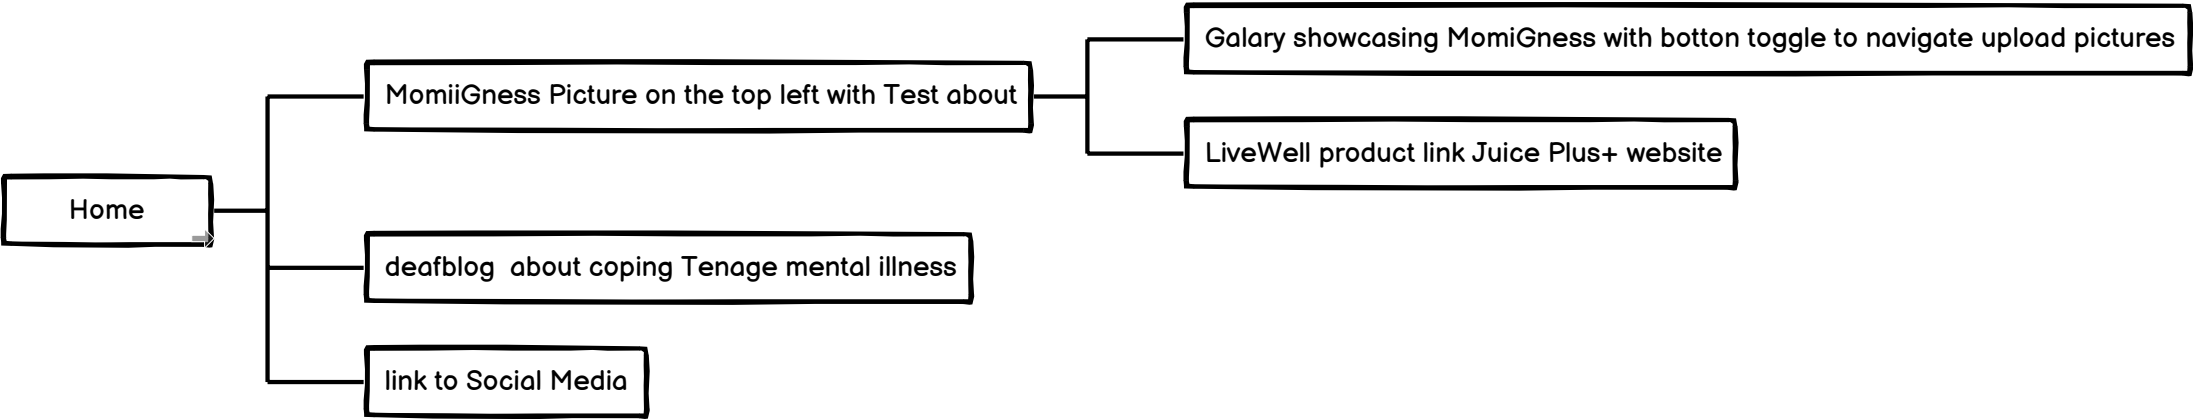 Home
MomiiGness Picture on the top left with Test about
Galary showcasing MomiGness with botton toggle to navigate upload pictures
LiveWell product link Juice Plus+ website
deafblog  about coping Tenage mental illness
link to Social Media